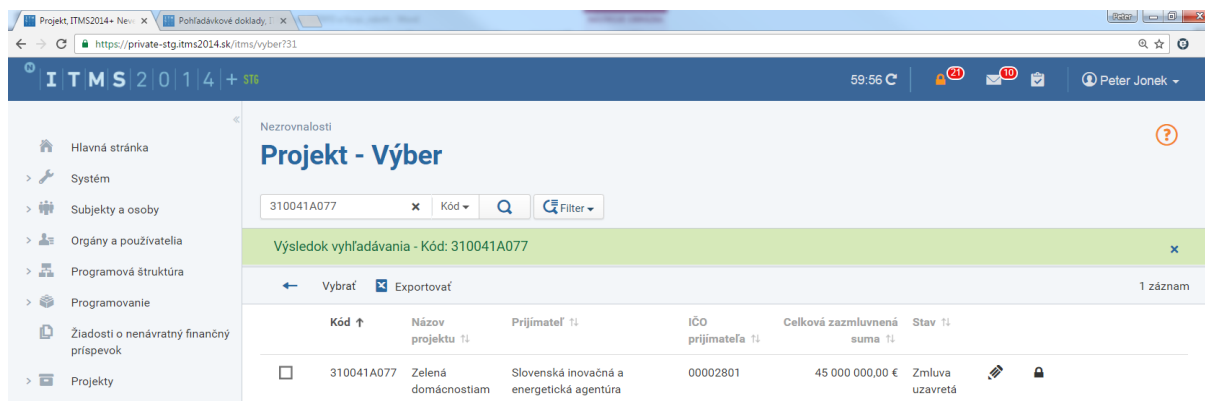 Projekt, ITMS2014+ Nev
Pohľadávkové doklady, I
Peter
https://private-stg.itms2014.sk/itms/vyber?31
N
ITMS2014+ STG
59:56
21
10
Peter Jonek
Nezrovnalosti
Projekt - Výber
?
Hlavná stránka
Systém
Subjekty a osoby
Orgány a používatelia
Programová štruktúra
Programovanie
Žiadosti o nenávratný finančný
príspevok
Projekty
310041A077
Kód
Filter
Výsledok vyhľadávania - Kód: 310041A077
Vybrať
Exportovať
1 záznam
Kód
Názov
projektu
Prijímateľ
IČO
prijímateľa
Celková zazmluvnená
suma
Stav
310041A077
Zelená
domácnostiam
Slovenská inovačná a
energetická agentúra
00002801
45 000 000,00 €
Zmluva
uzavretá